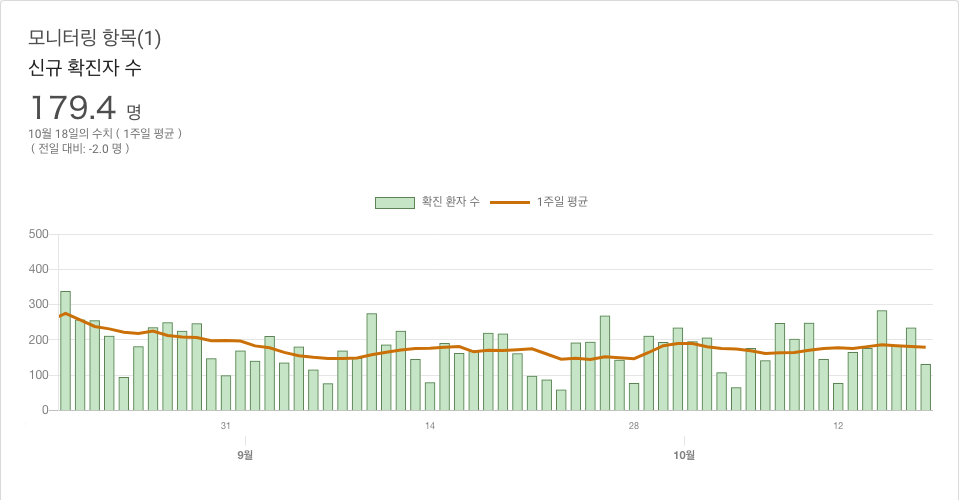 모니터링 항목(1)
신규 확진자 수
179.4 명
10월 18일의 수치 ( 1주일 평균 )
( 전일 대비: -2.0 명 )
확진 환자 수 1주일 평균
500
400
300
200
100
0
31 14 28 12
9월 10월